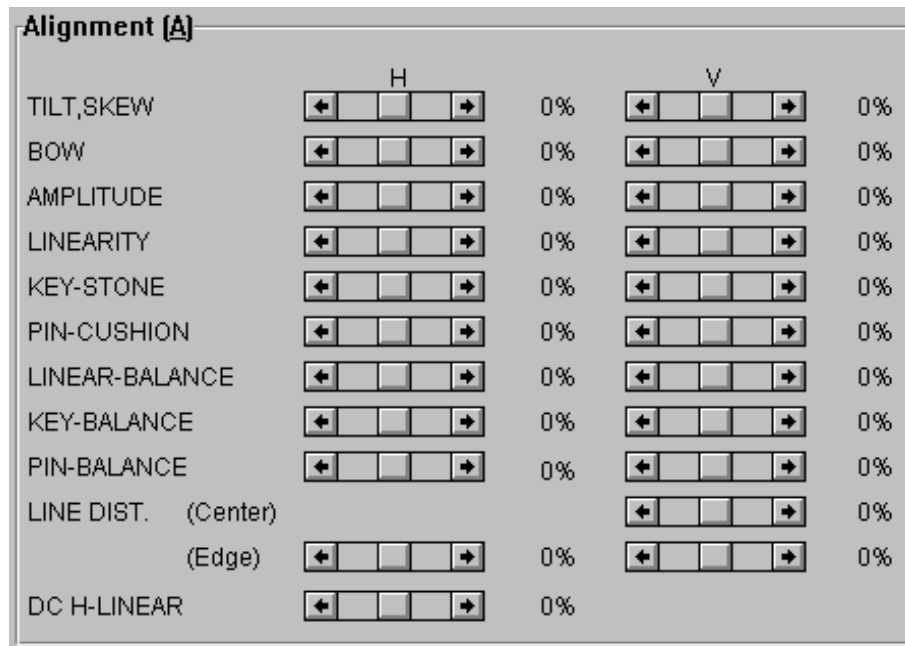 Alignment (A)
H V
TILT,SKEW 0% 0%
BOW 0% 0%
AMPLITUDE 0% 0%
LINEARITY 0% 0%
KEY-STONE 0% 0%
PIN-CUSHION 0% 0%
LINEAR-BALANCE 0% 0%
KEY-BALANCE 0% 0%
PIN-BALANCE 0% 0%
LINE DIST. (Center) 0%
(Edge) 0% 0%
DC H-LINEAR 0%